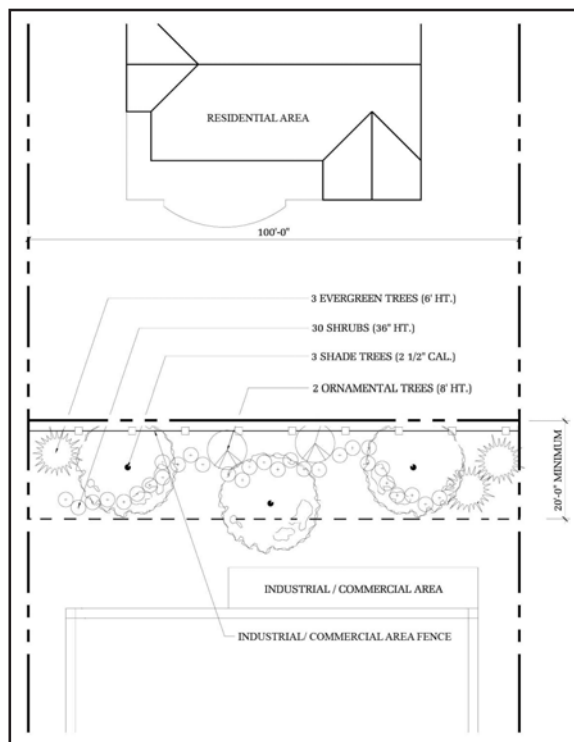 RESIDENTIAL AREA
100'-0"
3 EVERGREEN TREES (6' HT.)
30 SHRUBS (36" HT.)
3 SHADE TREES (2 1/2" CAL.)
2 ORNAMENTAL TREES (8' HT.)
20'-0" MINIMUM
INDUSTRIAL / COMMERCIAL AREA
INDUSTRIAL/ COMMERCIAL AREA FENCE